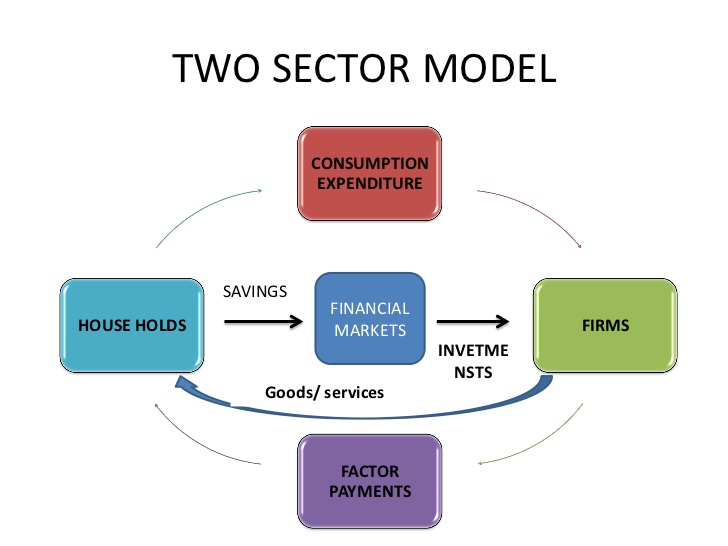 TWO SECTOR MODEL
CONSUMPTION
EXPENDITURE
SAVINGS
FINANCIAL
MARKETS
HOUSE HOLDS
FIRMS
INVETME
NSTS
Goods/ services
FACTOR
PAYMENTS